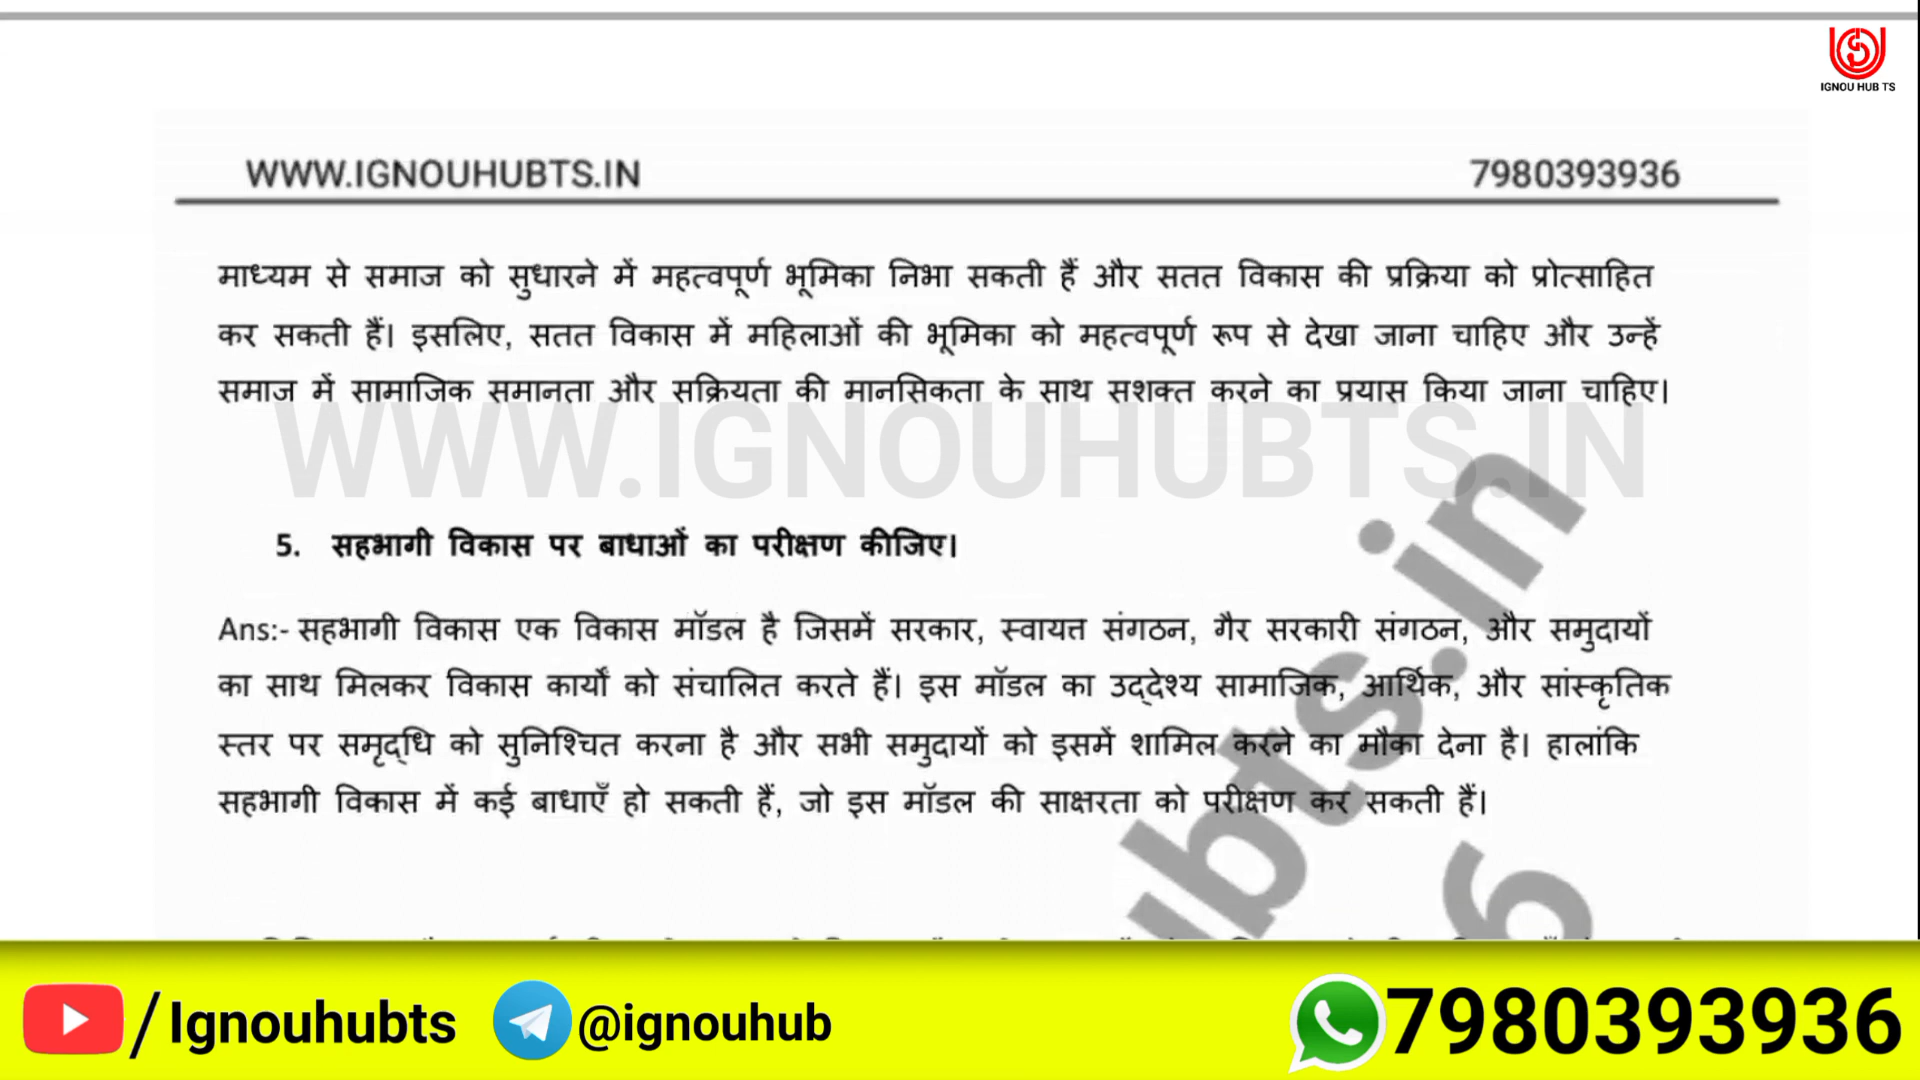 IGNOU HUB TS
WWW.IGNOUHUBTS.IN 7980393936
माध्यम से समाज को सुधारने में महत्वपूर्ण भूमिका निभा सकती हैं और सतत विकास की प्रक्रिया को प्रोत्साहित
कर सकती हैं। इसलिए, सतत विकास में महिलाओं की भूमिका को महत्वपूर्ण रूप से देखा जाना चाहिए और उन्हें
समाज में सामाजिक समानता और सक्रियता की मानसिकता के साथ सशक्त करने का प्रयास किया जाना चाहिए।
WWW.IGNOUHUBTS.IN
5. सहभागी विकास पर बाधाओं का परीक्षण कीजिए।
Ans:- सहभागी विकास एक विकास मॉडल है जिसमें सरकार, स्वायत्त संगठन, गैर सरकारी संगठन, और समुदायों
का साथ मिलकर विकास कार्यों को संचालित करते हैं। इस मॉडल का उद्देश्य सामाजिक, आर्थिक, और सांस्कृतिक
स्तर पर समृद्धि को सुनिश्चित करना है और सभी समुदायों को इसमें शामिल करने का मौका देना है। हालांकि
सहभागी विकास में कई बाधाएँ हो सकती हैं, जो इस मॉडल की साक्षरता को परीक्षण कर सकती हैं।
ubts.in
6
/Ignouhubts @ignouhub 7980393936